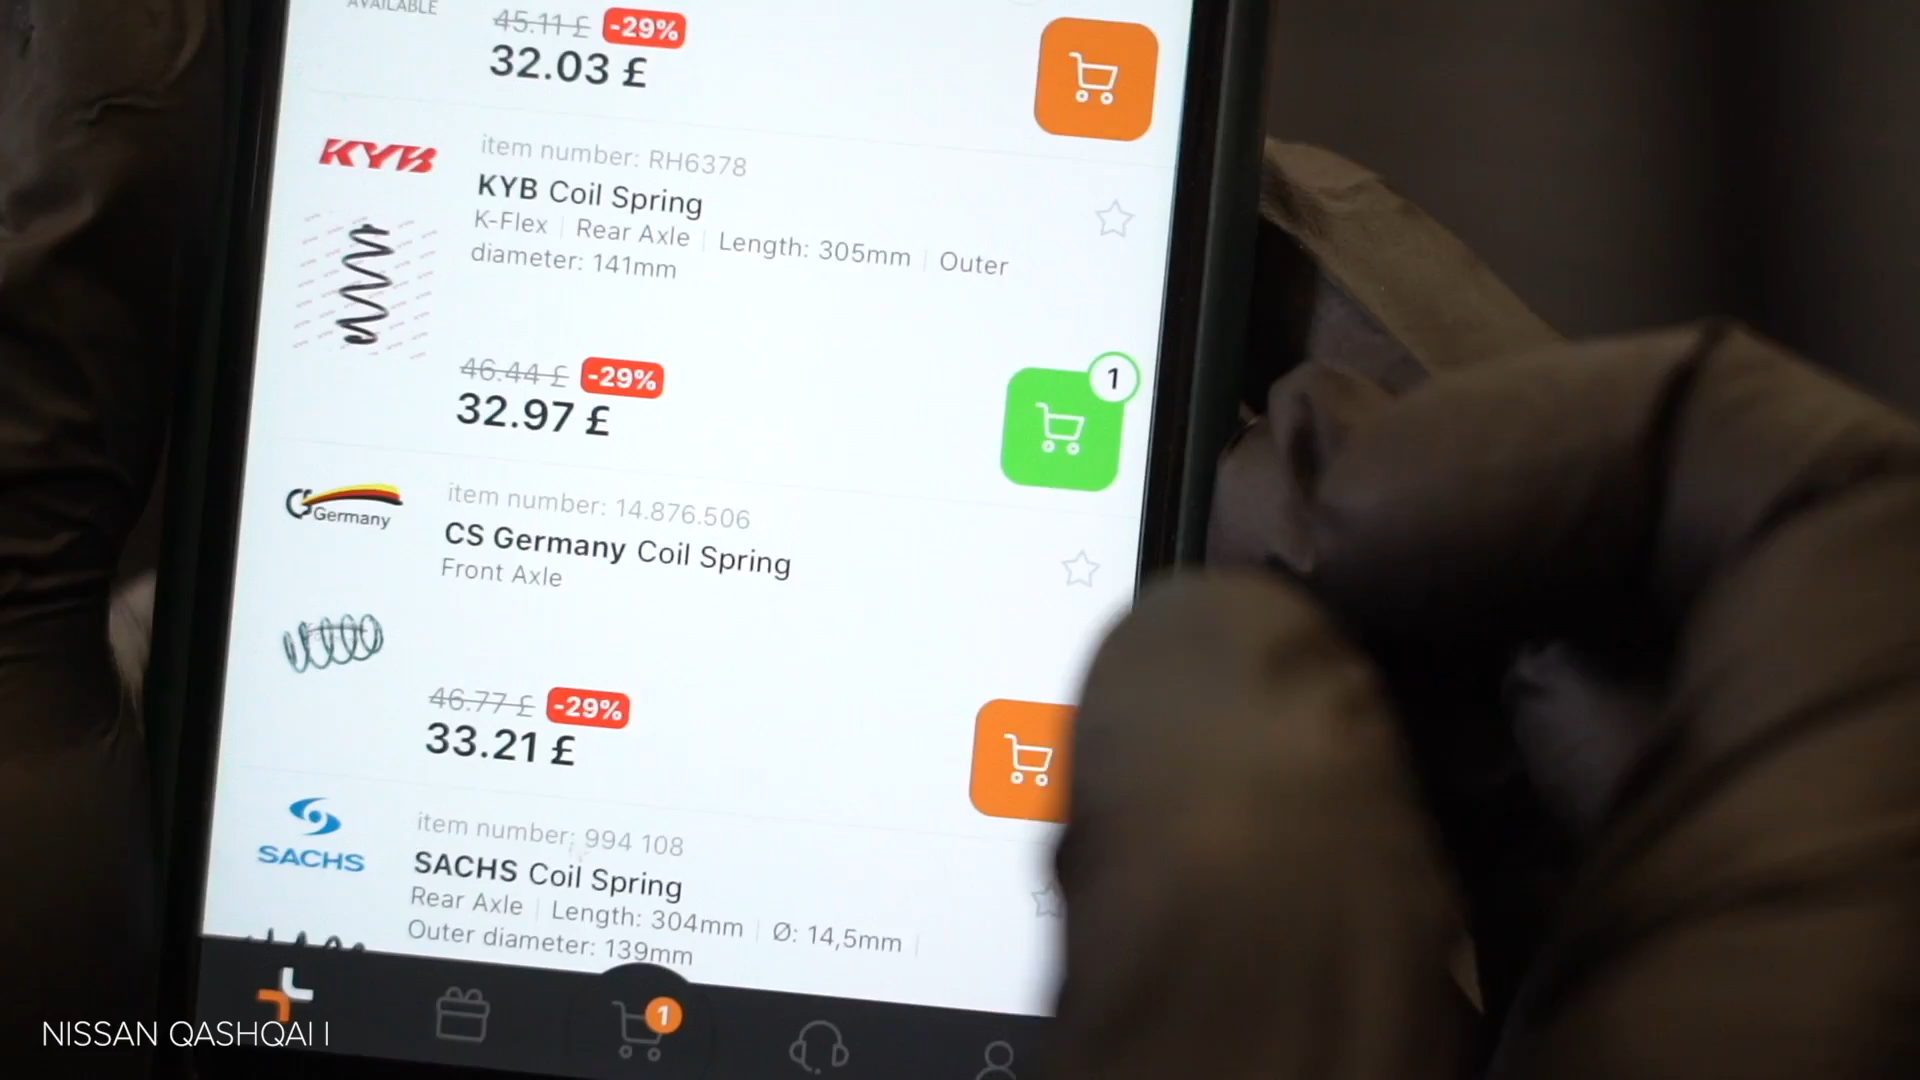 AVAILABLE
45.11 £ -29%
32.03 £
KYB
item number: RH6378
KYB Coil Spring
K-Flex | Rear Axle | Length: 305mm | Outer
diameter: 141mm
46.44 £ -29%
32.97 £
1
CS Germany
item number: 14.876.506
CS Germany Coil Spring
Front Axle
46.77 £ -29%
33.21 £
SACHS
item number: 994 108
SACHS Coil Spring
Rear Axle | Length: 304mm | Ø: 14,5mm |
Outer diameter: 139mm
1
NISSAN QASHQAI I